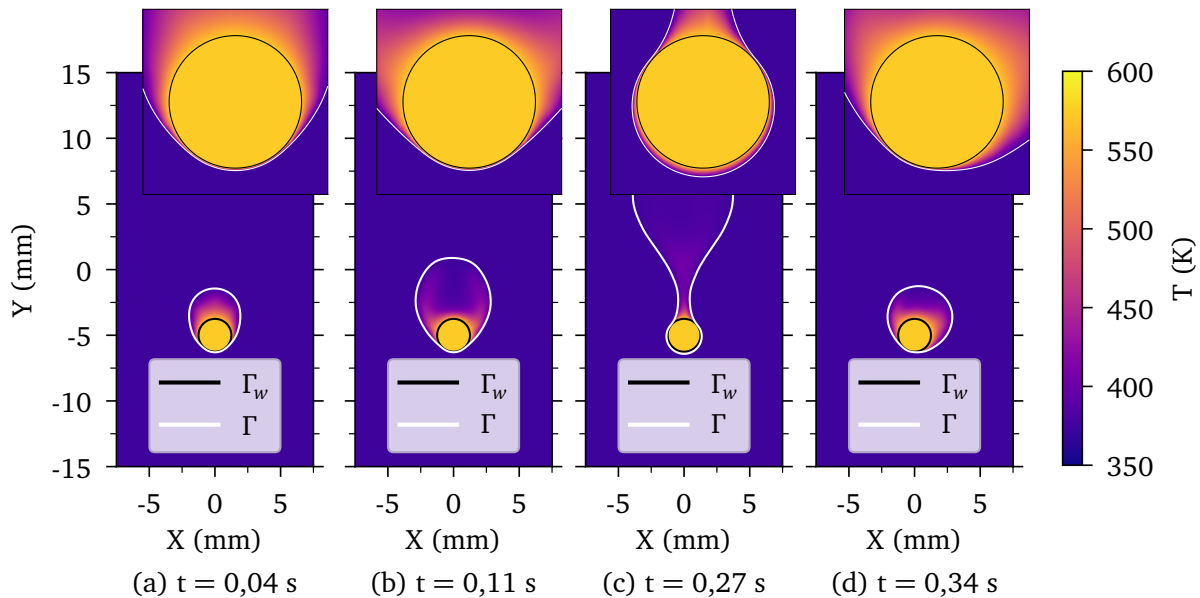 15
10
5
0
-5
-10
-15
Y (mm)
Γw
Γ
Γw
Γ
Γw
Γ
Γw
Γ
-5 0 5
-5 0 5
-5 0 5
-5 0 5
X (mm)
X (mm)
X (mm)
X (mm)
(a) t = 0,04 s
(b) t = 0,11 s
(c) t = 0,27 s
(d) t = 0,34 s
600
550
500
450
400
350
T (K)